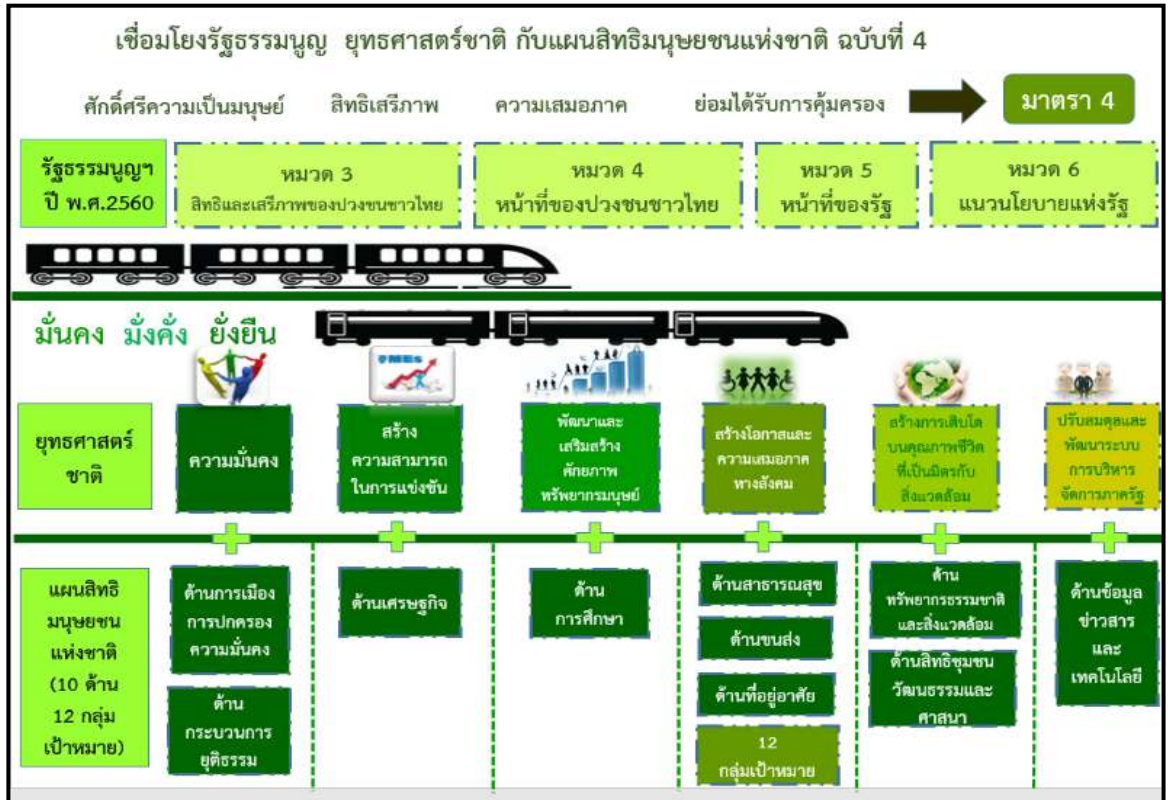 เชื่อมโยงรัฐธรรมนูญ ยุทธศาสตร์ชาติ กับแผนสิทธิมนุษยชนแห่งชาติ ฉบับที่ 4
ศักดิ์ศรีความเป็นมนุษย์ สิทธิเสรีภาพ ความเสมอภาค ย่อมได้รับการคุ้มครอง มาตรา 4
รัฐธรรมนูญฯ
ปี พ.ศ.2560
หมวด 3
สิทธิและเสรีภาพของปวงชนชาวไทย
หมวด 4
หน้าที่ของปวงชนชาวไทย
หมวด 5
หน้าที่ของรัฐ
หมวด 6
แนวนโยบายแห่งรัฐ
มั่นคง มั่งคั่ง ยั่งยืน
ยุทธศาสตร์
ชาติ
ความมั่นคง
SMEs
สร้าง
ความสามารถ
ในการแข่งขัน
พัฒนาและ
เสริมสร้าง
ศักยภาพ
ทรัพยากรมนุษย์
สร้างโอกาสและ
ความเสมอภาค
ทางสังคม
สร้างการเติบโต
บนคุณภาพชีวิต
ที่เป็นมิตรกับ
สิ่งแวดล้อม
ปรับสมดุลและ
พัฒนาระบบ
การบริหาร
จัดการภาครัฐ
แผนสิทธิ
มนุษยชน
แห่งชาติ
(10 ด้าน
12 กลุ่ม
เป้าหมาย)
ด้านการเมือง
การปกครอง
ความมั่นคง
ด้าน
กระบวนการ
ยุติธรรม
ด้านเศรษฐกิจ
ด้าน
การศึกษา
ด้านสาธารณสุข
ด้านขนส่ง
ด้านที่อยู่อาศัย
12
กลุ่มเป้าหมาย
ด้าน
ทรัพยากรธรรมชาติ
และสิ่งแวดล้อม
ด้านสิทธิชุมชน
วัฒนธรรมและ
ศาสนา
ด้านข้อมูล
ข่าวสาร
และ
เทคโนโลยี